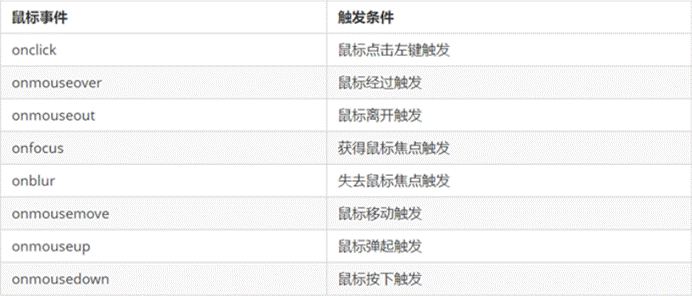 鼠标事件 触发条件
onclick 鼠标点击左键触发
onmouseover 鼠标经过触发
onmouseout 鼠标离开触发
onfocus 获得鼠标焦点触发
onblur 失去鼠标焦点触发
onmousemove 鼠标移动触发
onmouseup 鼠标弹起触发
onmousedown 鼠标按下触发